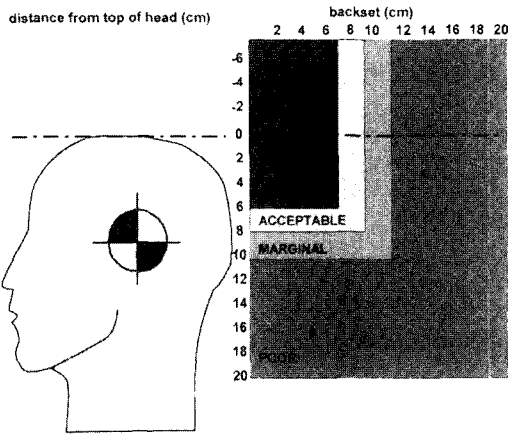 distance from top of head (cm)
backset (cm)
2 4 6 8 10 12 14 16 18 20
-6
-4
-2
0
2
4
6
8
10
12
14
16
18
20
ACCEPTABLE
MARGINAL
POOR